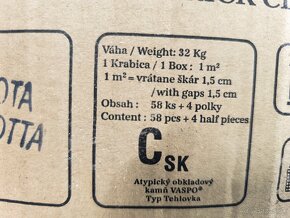 Váha / Weight: 32 Kg
1 Krabica / 1 Box : 1 m²
1 m² = vrátane škár 1,5 cm
/with gaps 1,5 cm
Obsah : 58 ks + 4 polky
Content : 58 pcs + 4 half pieces
CSK
Atypický obkladový
kameň VASPO®
Typ Tehlovka
OTA
OTTA